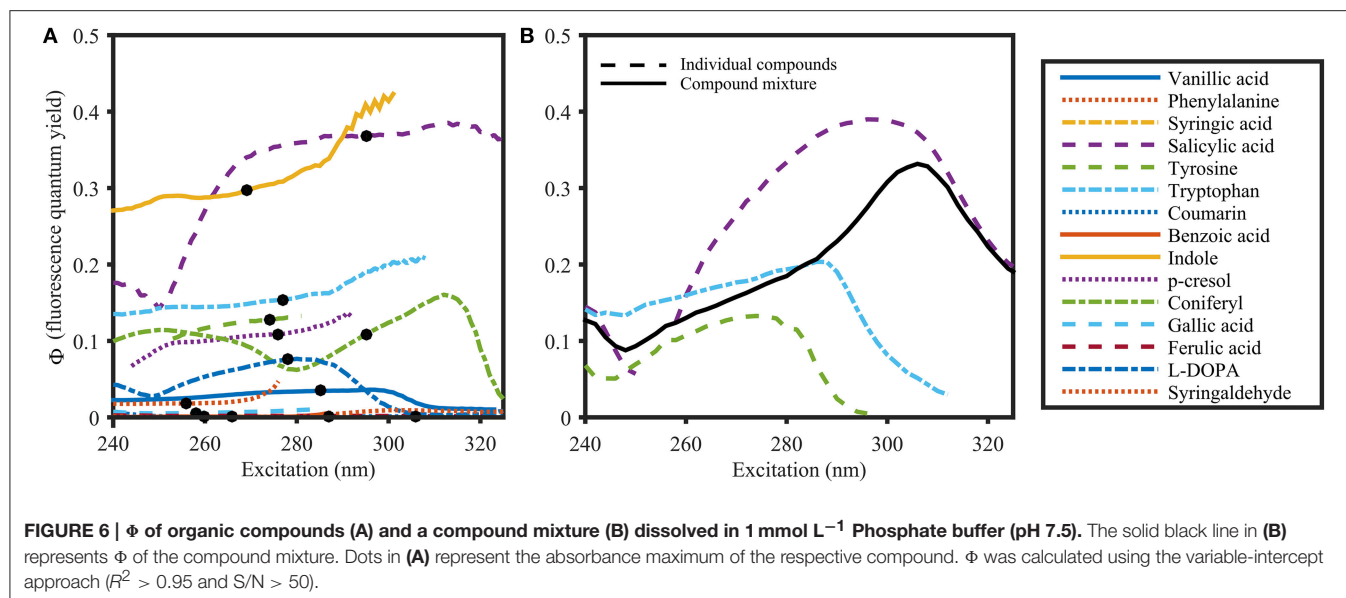 A
0.5
0.4
0.3
0.2
0.1
0
Φ (fluorescence quantum yield)
240 260 280 300 320
Excitation (nm)
B
0.5
0.4
0.3
0.2
0.1
0
Individual compounds
Compound mixture
240 260 280 300 320
Excitation (nm)
Vanillic acid
Phenylalanine
Syringic acid
Salicylic acid
Tyrosine
Tryptophan
Coumarin
Benzoic acid
Indole
p-cresol
Coniferyl
Gallic acid
Ferulic acid
L-DOPA
Syringaldehyde
FIGURE 6 | Φ of organic compounds (A) and a compound mixture (B) dissolved in 1 mmol L⁻¹ Phosphate buffer (pH 7.5). The solid black line in (B)
represents Φ of the compound mixture. Dots in (A) represent the absorbance maximum of the respective compound. Φ was calculated using the variable-intercept
approach (R² > 0.95 and S/N > 50).